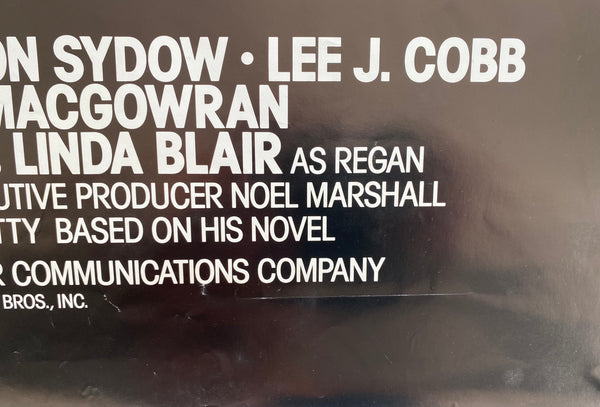 ON SYDOW • LEE J. COBB
MACGOWRAN
LINDA BLAIR AS REGAN
UTIVE PRODUCER NOEL MARSHALL
TTY BASED ON HIS NOVEL
R COMMUNICATIONS COMPANY
BROS., INC.